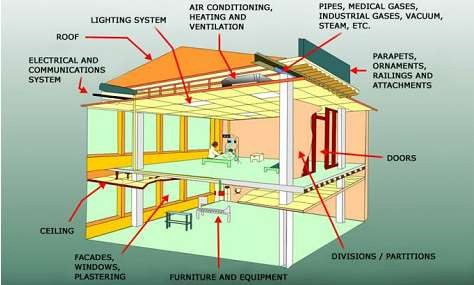 LIGHTING SYSTEM
AIR CONDITIONING,
HEATING AND
VENTILATION
PIPES, MEDICAL GASES,
INDUSTRIAL GASES, VACUUM,
STEAM, ETC.
ROOF
ELECTRICAL AND
COMMUNICATIONS
SYSTEM
PARAPETS,
ORNAMENTS,
RAILINGS AND
ATTACHMENTS
DOORS
CEILING
FACADES,
WINDOWS,
PLASTERING
FURNITURE AND EQUIPMENT
DIVISIONS / PARTITIONS